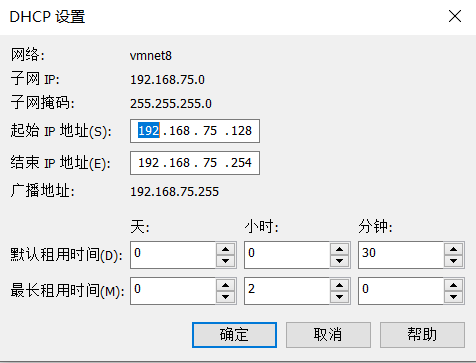 DHCP 设置
网络: vmnet8
子网 IP: 192.168.75.0
子网掩码: 255.255.255.0
起始 IP 地址(S): 192 .168 . 75 .128
结束 IP 地址(E): 192 .168 . 75 .254
广播地址: 192.168.75.255
天: 小时: 分钟:
默认租用时间(D): 0 0 30
最长租用时间(M): 0 2 0
确定 取消 帮助